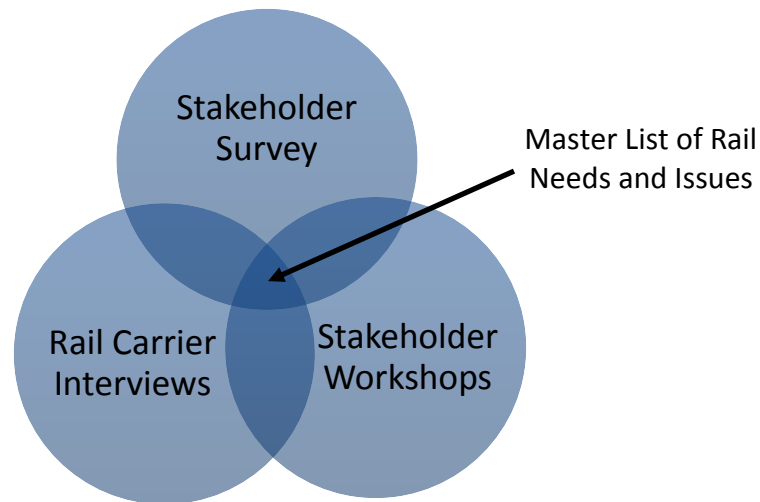 Stakeholder
Survey
Master List of Rail
Needs and Issues
Rail Carrier
Interviews
Stakeholder
Workshops